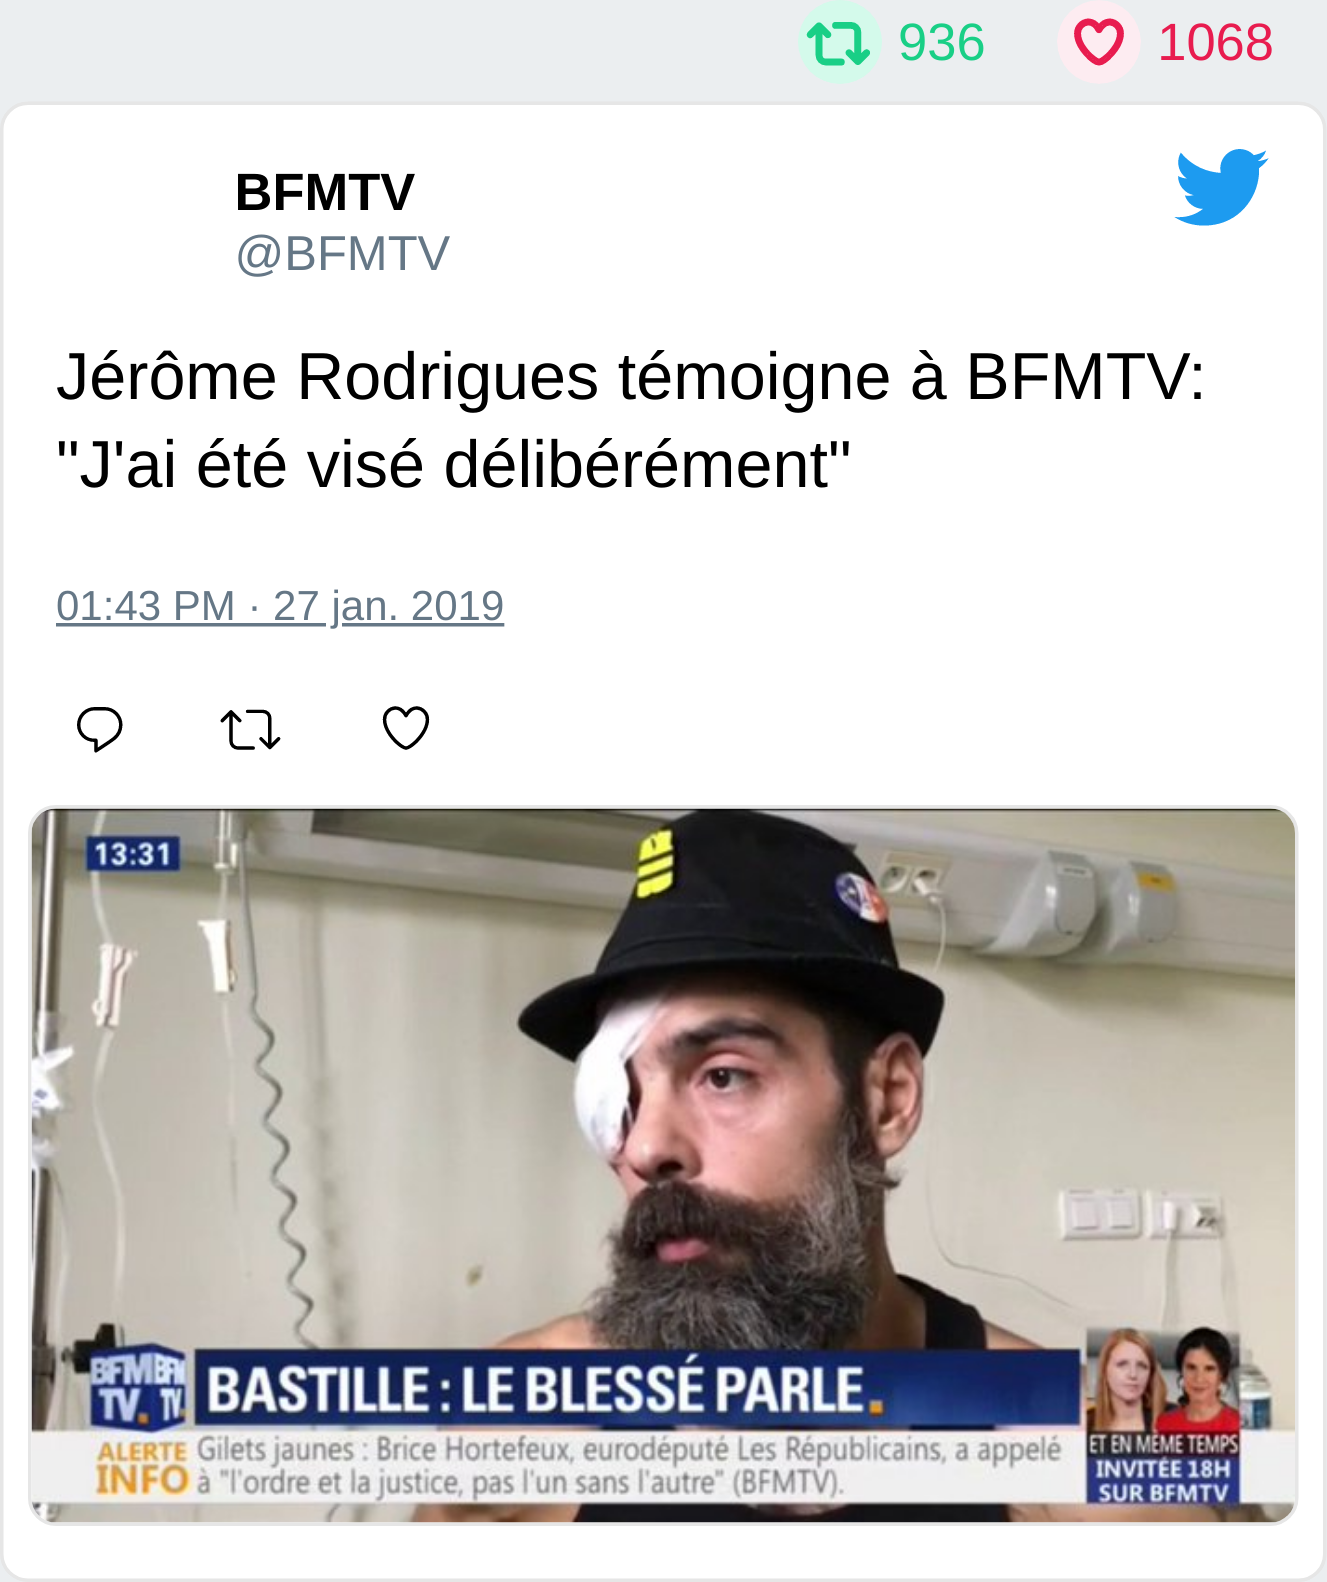 936 1068
BFMTV
@BFMTV
Jérôme Rodrigues témoigne à BFMTV:
"J'ai été visé délibérément"
01:43 PM · 27 jan. 2019
13:31
BFM BFM
TV. TV.
BASTILLE : LE BLESSÉ PARLE.
ALERTE
INFO
Gilets jaunes : Brice Hortefeux, eurodéputé Les Républicains, a appelé
à "l'ordre et la justice, pas l'un sans l'autre" (BFMTV).
ET EN MÊME TEMPS
INVITÉE 18H
SUR BFMTV